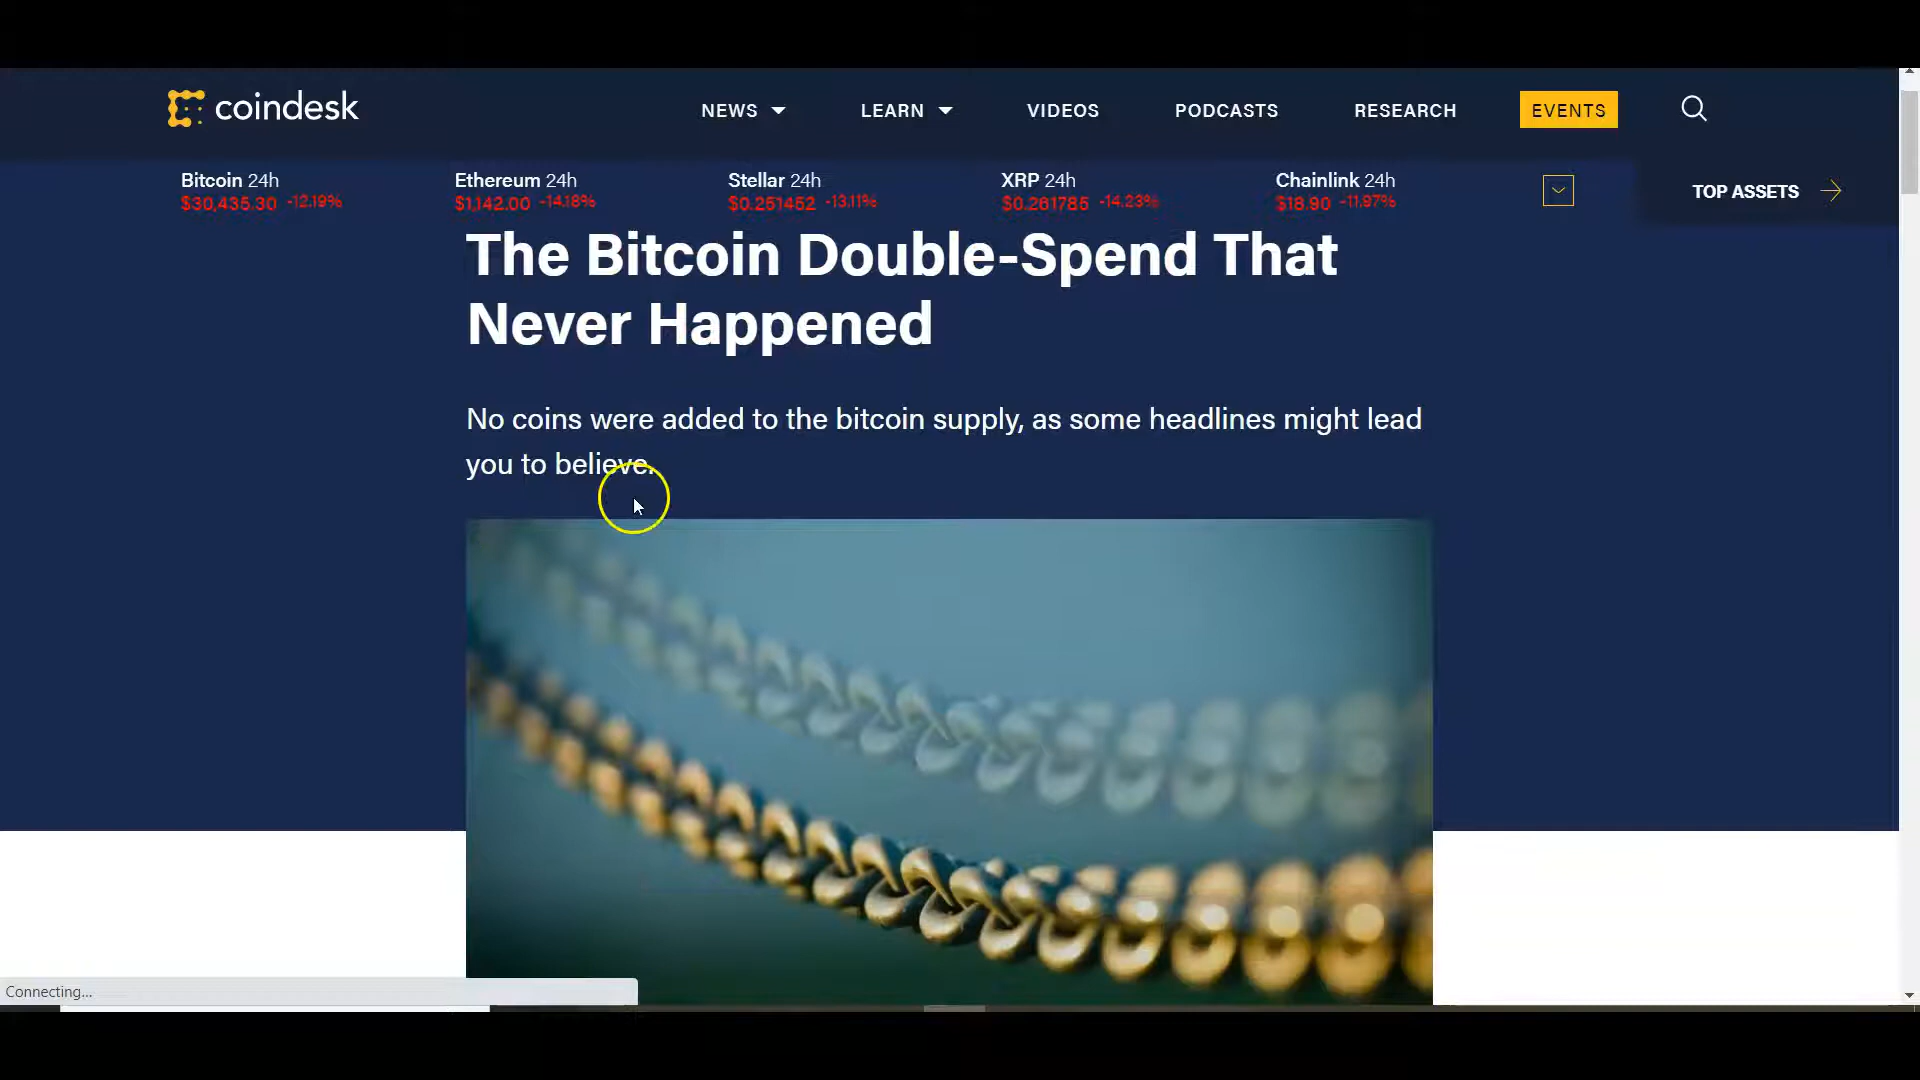 coindesk
NEWS
LEARN
VIDEOS
PODCASTS
RESEARCH
EVENTS
Bitcoin 24h
$30,435.30 -12.19%
Ethereum 24h
$1,142.00 -14.18%
Stellar 24h
$0.251452 -13.11%
XRP 24h
$0.261785 -14.23%
Chainlink 24h
$18.90 -11.97%
TOP ASSETS
The Bitcoin Double-Spend That
Never Happened
No coins were added to the bitcoin supply, as some headlines might lead
you to believe.
Connecting...